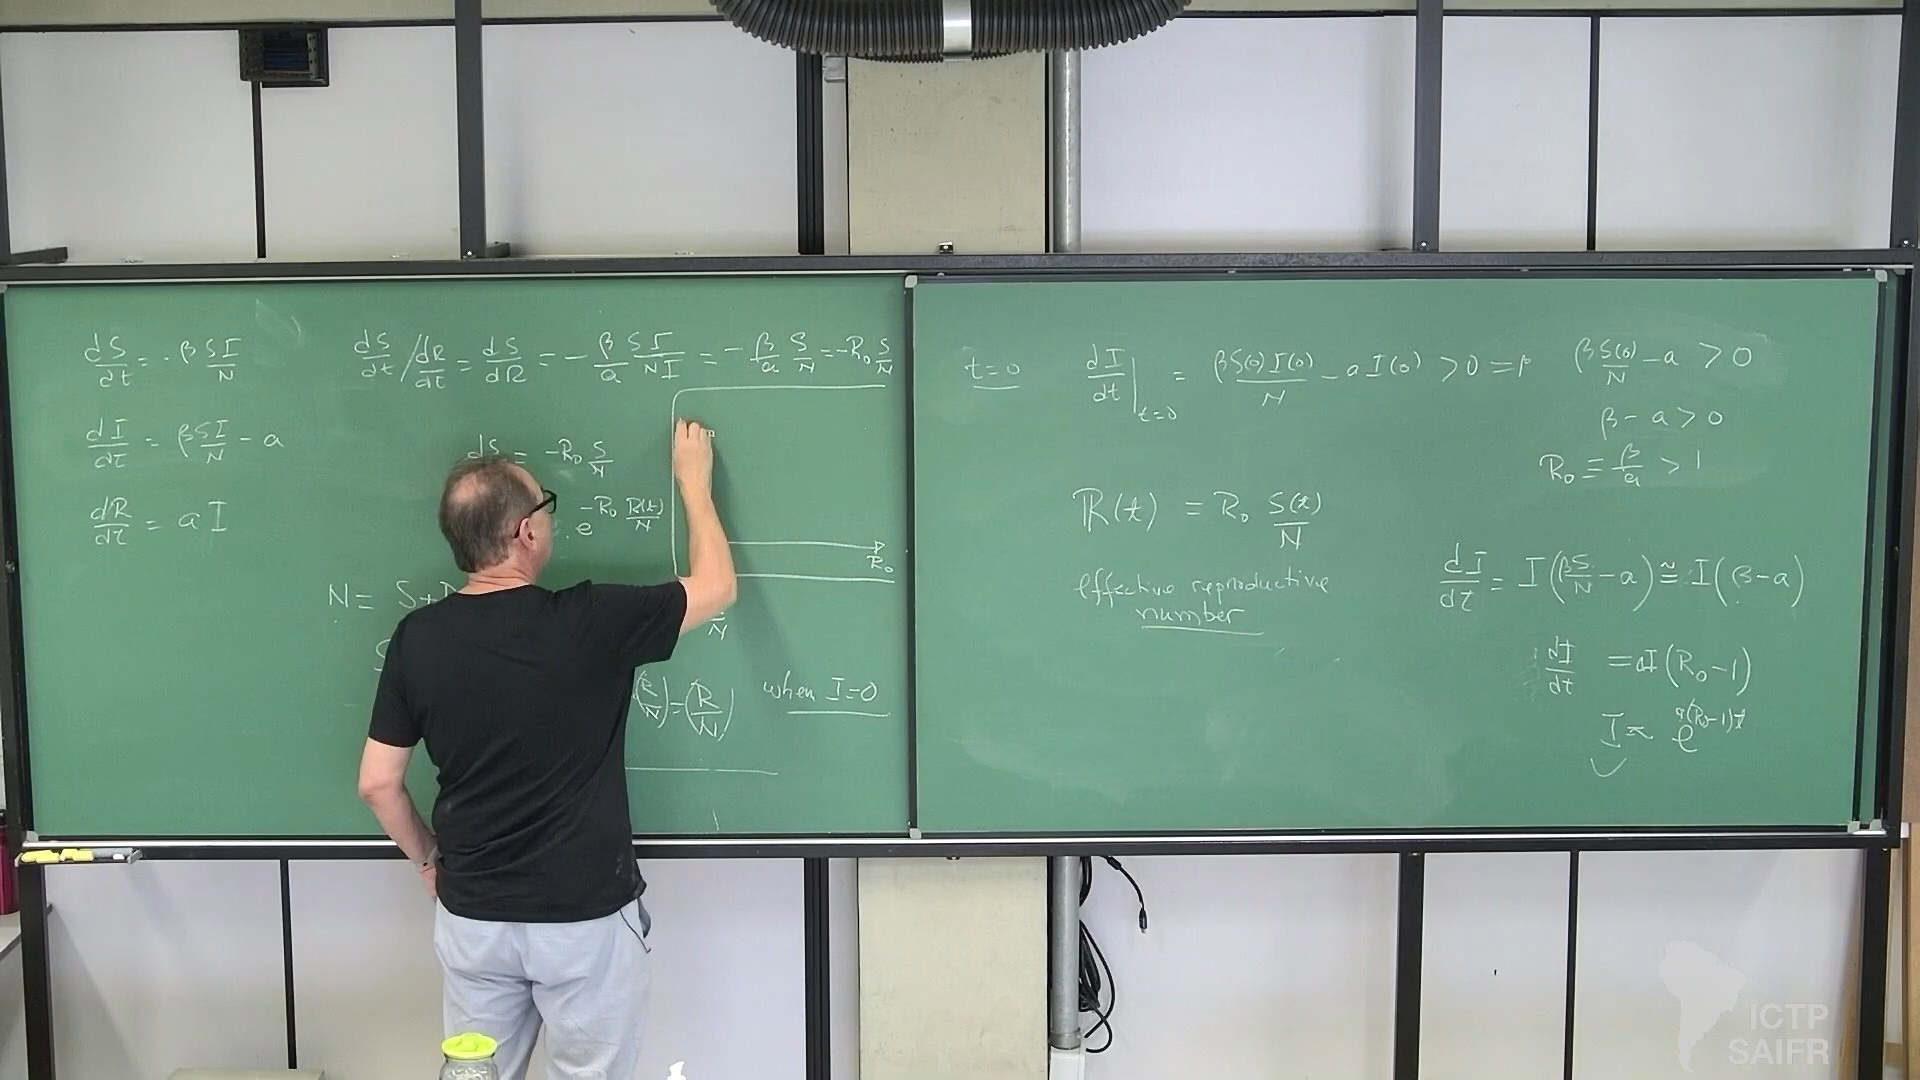 dS/dt = -β SI/N
dI/dt = β SI/N - a
dR/dt = a I
dS/dt / dR/dt = dS/dR = - β/a SI/NI = - β/a S/N = -R₀ S/N
dS = -R₀ S/N
e^(-R₀ R(t)/N)
N = S+
R₀
N
(R/N) = (R/N) when I=0
t=0
dI/dt |t=0 = βS(0)I(0)/N - aI(0) > 0 =>
βS(0)/N - a > 0
β - a > 0
R₀ ≡ β/a > 1
ℝ(t) = R₀ S(t)/N
effective reproductive
number
dI/dt = I(βS/N - a) ≅ I(β-a)
dI/dt = aI(R₀-1)
I ∝ e^(a(R₀-1)t)
ICTP
SAIFR